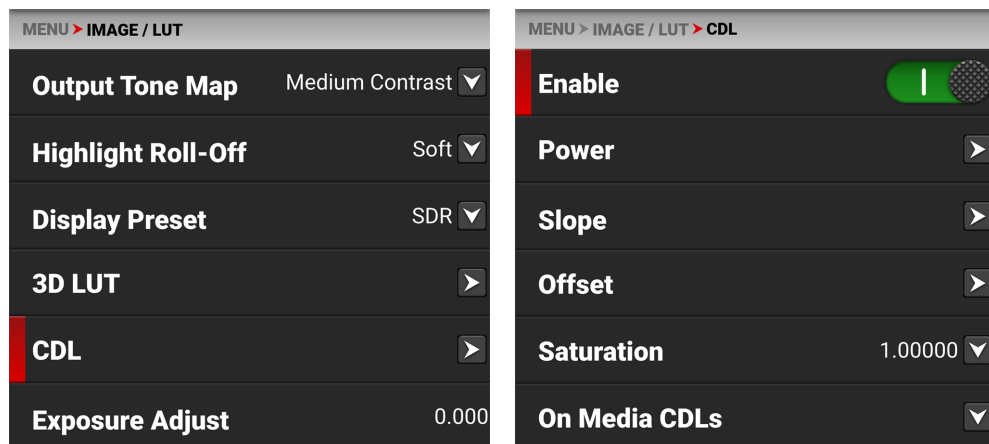 MENU > IMAGE / LUT
Output Tone Map Medium Contrast
Highlight Roll-Off Soft
Display Preset SDR
3D LUT
CDL
Exposure Adjust 0.000
MENU > IMAGE / LUT > CDL
Enable
Power
Slope
Offset
Saturation 1.00000
On Media CDLs